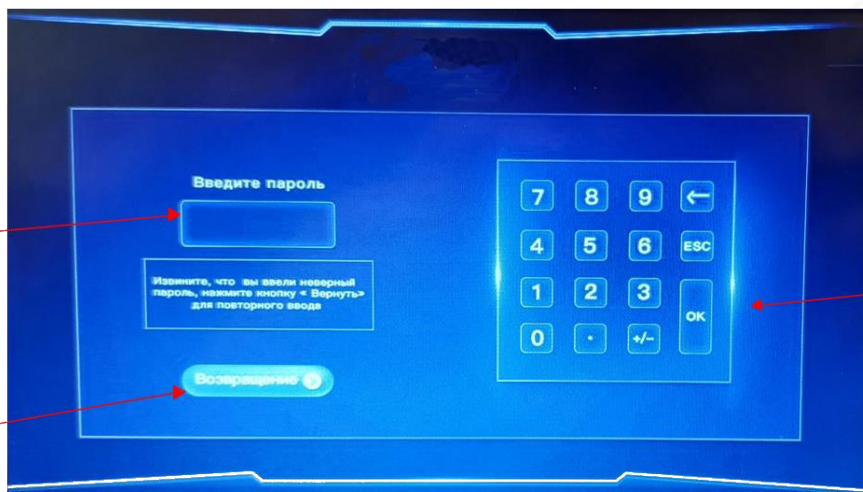 Введите пароль
Извините, что вы ввели неверный
пароль, нажмите кнопку « Вернуть»
для повторного ввода
Возвращение
7 8 9 ←
4 5 6 ESC
1 2 3
OK
0 · +/-